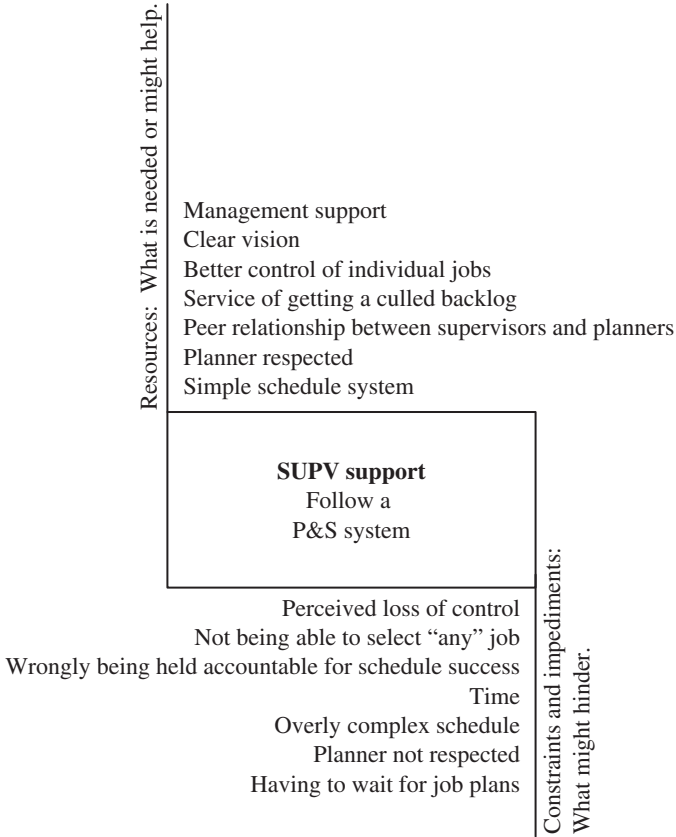 Resources: What is needed or might help.
Management support
Clear vision
Better control of individual jobs
Service of getting a culled backlog
Peer relationship between supervisors and planners
Planner respected
Simple schedule system
SUPV support
Follow a
P&S system
Perceived loss of control
Not being able to select “any” job
Wrongly being held accountable for schedule success
Time
Overly complex schedule
Planner not respected
Having to wait for job plans
Constraints and impediments:
What might hinder.